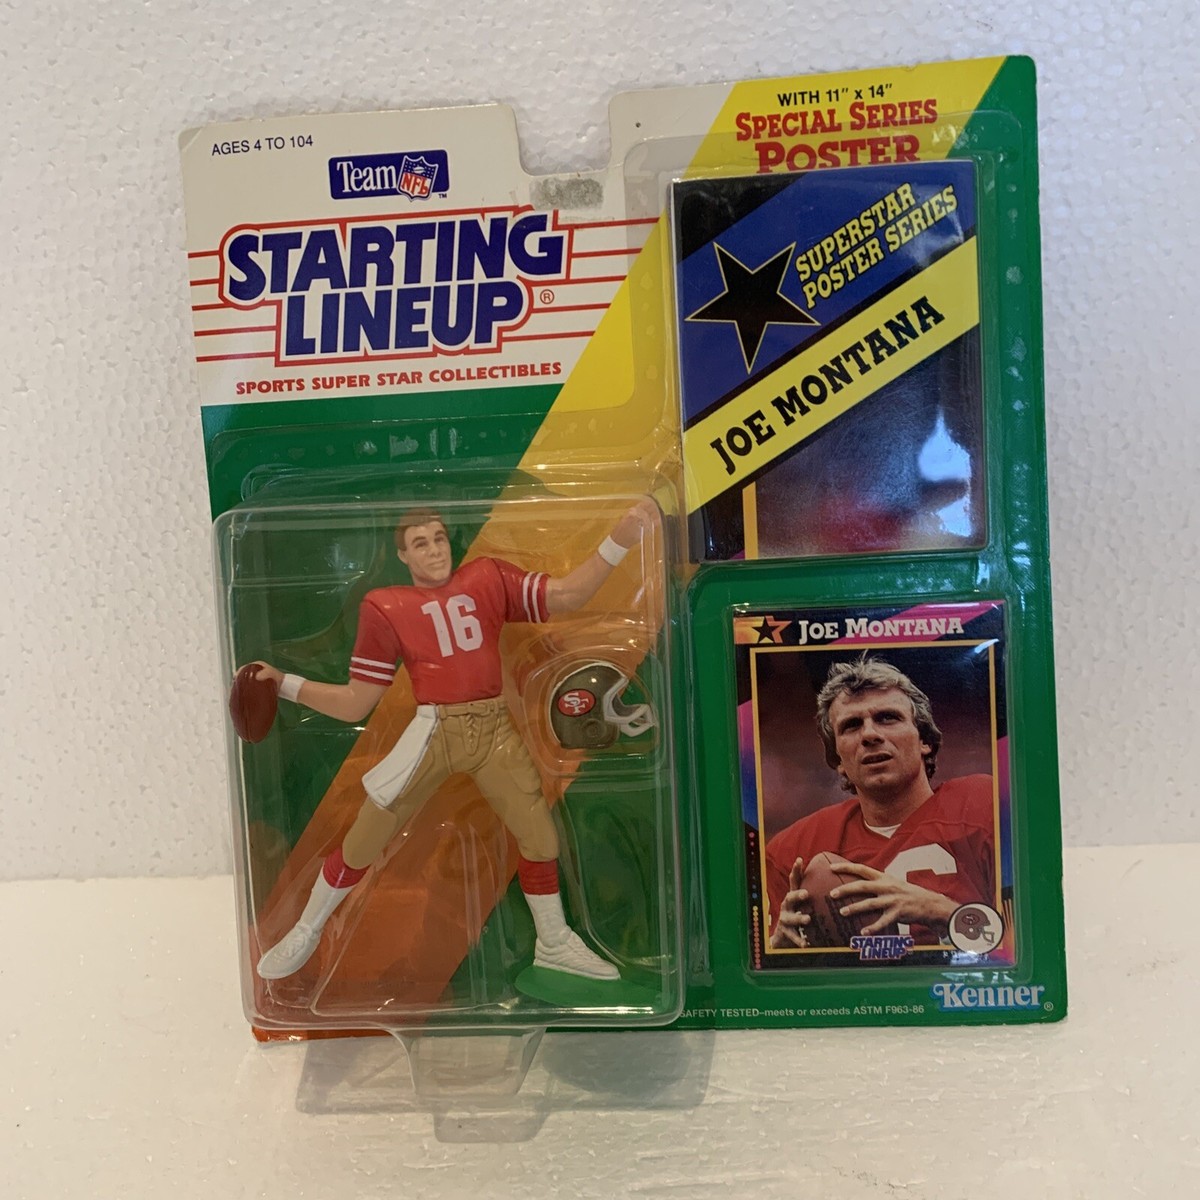 AGES 4 TO 104
Team NFL ™
STARTING
LINEUP ®
SPORTS SUPER STAR COLLECTIBLES
WITH 11" x 14"
SPECIAL SERIES
POSTER
SUPERSTAR
POSTER SERIES
JOE MONTANA
16
SF
JOE MONTANA
STARTING
LINEUP
Kenner ®
SAFETY TESTED–meets or exceeds ASTM F963-86